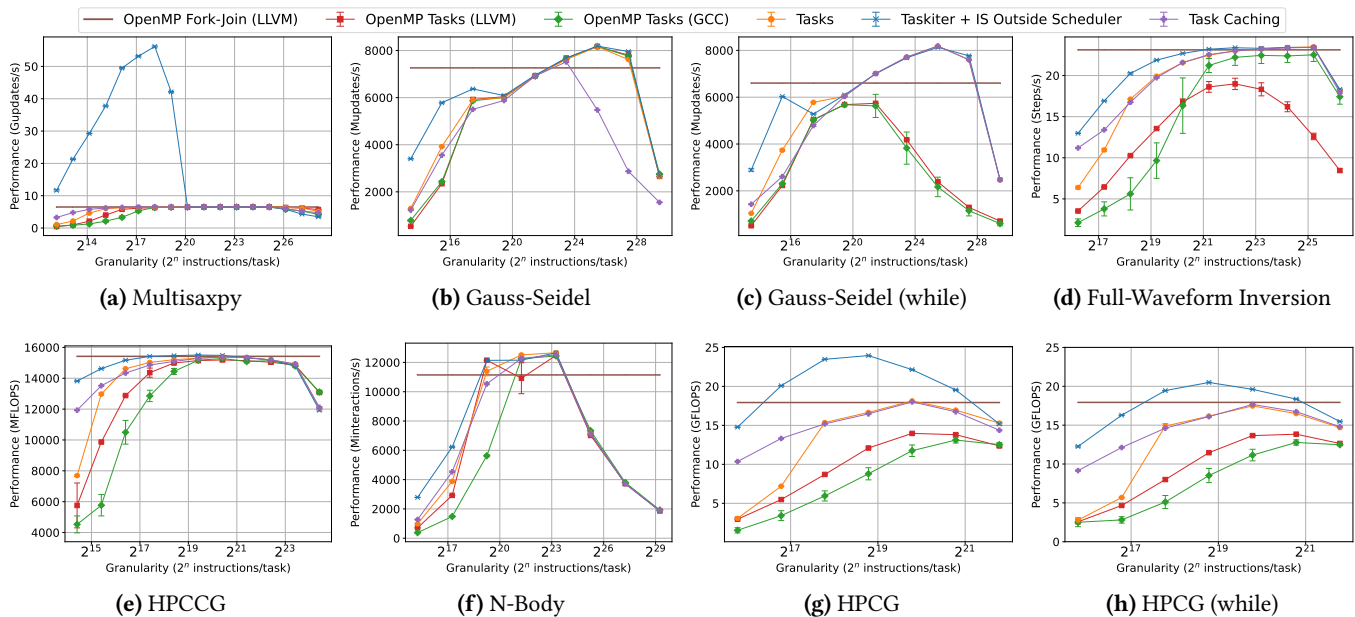 OpenMP Fork-Join (LLVM) OpenMP Tasks (LLVM) OpenMP Tasks (GCC) Tasks Taskiter + IS Outside Scheduler Task Caching
Performance (Gupdates/s)
50
40
30
20
10
0
2^14 2^17 2^20 2^23 2^26
Granularity (2^n instructions/task)
(a) Multisaxpy
Performance (Mupdates/s)
8000
6000
4000
2000
2^16 2^20 2^24 2^28
Granularity (2^n instructions/task)
(b) Gauss-Seidel
Performance (Mupdates/s)
8000
6000
4000
2000
2^16 2^20 2^24 2^28
Granularity (2^n instructions/task)
(c) Gauss-Seidel (while)
Performance (Steps/s)
20
15
10
5
2^17 2^19 2^21 2^23 2^25
Granularity (2^n instructions/task)
(d) Full-Waveform Inversion
Performance (MFLOPS)
16000
14000
12000
10000
8000
6000
4000
2^15 2^17 2^19 2^21 2^23
Granularity (2^n instructions/task)
(e) HPCCG
Performance (Minteractions/s)
12000
10000
8000
6000
4000
2000
0
2^17 2^20 2^23 2^26 2^29
Granularity (2^n instructions/task)
(f) N-Body
Performance (GFLOPS)
25
20
15
10
5
2^17 2^19 2^21
Granularity (2^n instructions/task)
(g) HPCG
Performance (GFLOPS)
25
20
15
10
5
2^17 2^19 2^21
Granularity (2^n instructions/task)
(h) HPCG (while)